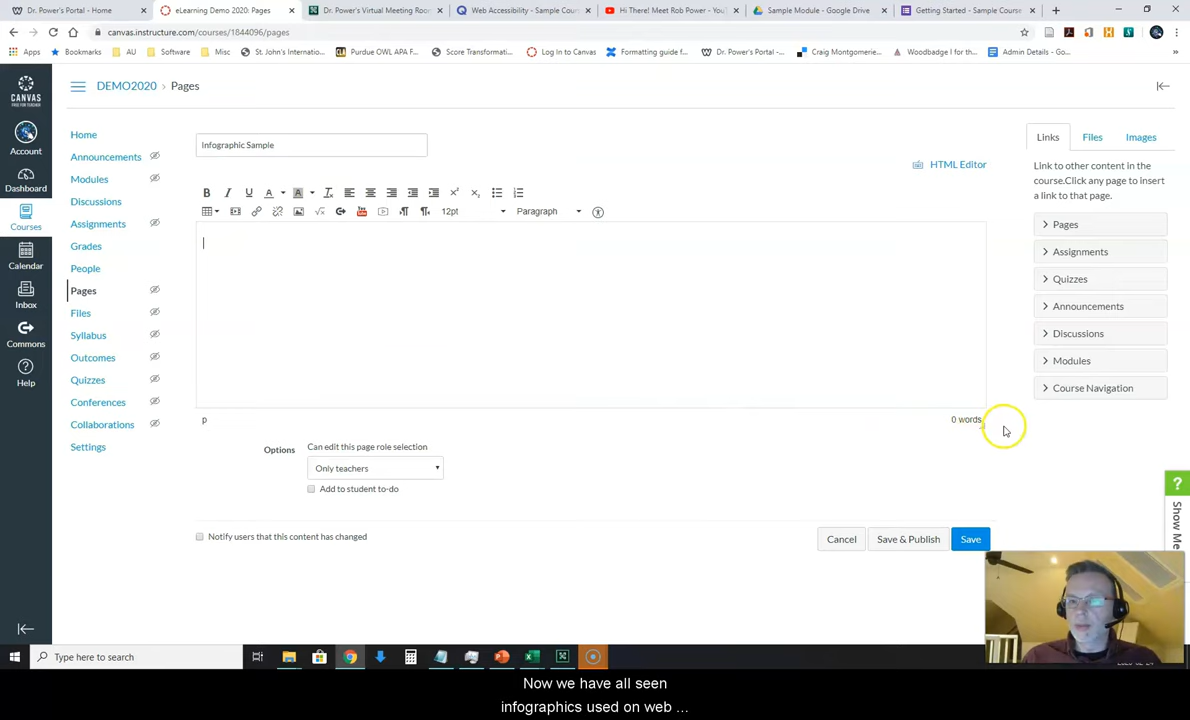 Dr. Power's Portal - Home
eLearning Demo 2020: Pages
Dr. Power's Virtual Meeting Roo
Web Accessibility - Sample Cou
Hi There! Meet Rob Power - You
Sample Module - Google Drive
Getting Started - Sample Course
canvas.instructure.com/courses/1844096/pages
Apps
Bookmarks
AU
Software
Misc
St. John's/Intl.
Purdue OWL APA F...
Score Transformati...
Log In to Canvas
Formatting guide f...
Dr. Power's Portal -...
Craig Montgomerie...
Woodbadge I for th...
Admin Details - Go...
CANVAS
FREE FOR TEACHER
Account
Dashboard
Courses
Calendar
Inbox
Commons
Help
DEMO2020 › Pages
Home
Announcements
Modules
Discussions
Assignments
Grades
People
Pages
Files
Syllabus
Outcomes
Quizzes
Conferences
Collaborations
Settings
Infographic Sample
HTML Editor
B I U A A
12pt
Paragraph
p
0 words
Options
Can edit this page role selection
Only teachers
Add to student to-do
Notify users that this content has changed
Cancel
Save & Publish
Save
Links
Files
Images
Link to other content in the
course.Click any page to insert
a link to that page.
Pages
Assignments
Quizzes
Announcements
Discussions
Modules
Course Navigation
? Show Me
Type here to search
Now we have all seen
infographics used on web ...